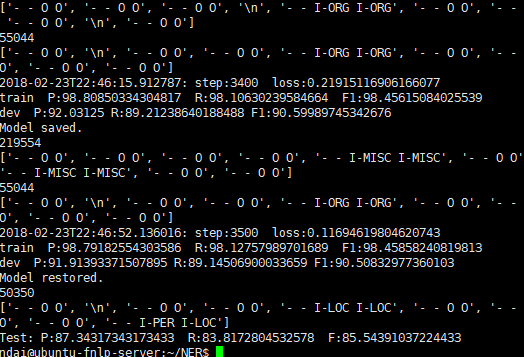 ['- - O O', '- - O O', '- - O O', '\n', '- - I-ORG I-ORG', '- - O O', '- -
 '- - O O', '\n', '- - O O']
55044
['- - O O', '\n', '- - O O', '- - O O', '- - O O', '- - I-ORG I-ORG', '- -
O', '- - O O', '- - O O']
2018-02-23T22:46:15.912787: step:3400  loss:0.21915116906166077
train  P:98.80850334304817  R:98.10630239584664  F1:98.45615084025539
dev  P:92.03125 R:89.21238640188488 F1:90.59989745342676
Model saved.
219554
['- - O O', '- - O O', '- - O O', '- - O O', '- - I-MISC I-MISC', '- - O O'
'- - I-MISC I-MISC', '- - O O', '- - O O']
55044
['- - O O', '\n', '- - O O', '- - O O', '- - O O', '- - I-ORG I-ORG', '- -
O', '- - O O', '- - O O']
2018-02-23T22:46:52.136016: step:3500  loss:0.11694619804620743
train  P:98.79182554303586  R:98.12757989701689  F1:98.45858240819813
dev  P:91.91393397507895 R:89.14506900033659 F1:90.50832977360103
Model restored.
50350
['- - O O', '\n', '- - O O', '- - O O', '- - I-LOC I-LOC', '- - O O', '- -
O', '- - O O', '- - I-PER I-LOC']
Test: P:87.34317343173433  R:83.8172804532578  F:85.54391037224433
ndai@ubuntu-fnlp-server:~/NER$